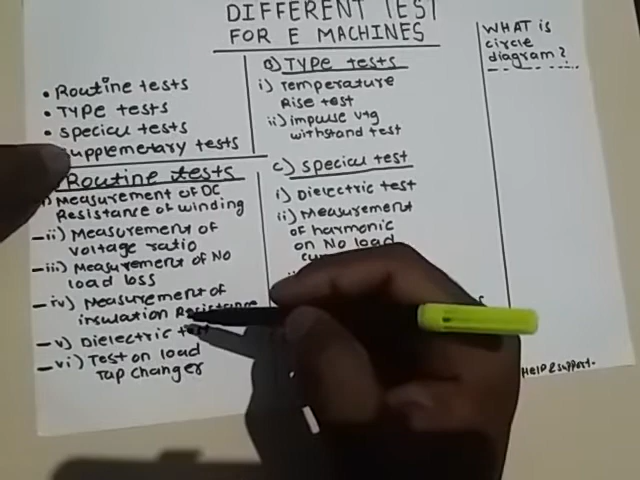 DIFFERENT TEST
FOR E MACHINES
• Routine tests
• TYPE tests
• special tests
supplemetary tests
Routine tests
i) Measurement of DC
Resistance of winding
-ii) Measurement of
voltage ratio
-iii) Measurement of No
load loss
-iv) Measurement of
insulation Resistance
-v) Dielectric test
-vi) Test on load
Tap changer
B) TYPE tests
i) Temperature
Rise test
ii) impulse vtg
withstand test
c) special test
i) Dielectric test
ii) Measurement
of harmonic
on No load
WHAT is
circle
diagram?
HElP & support.